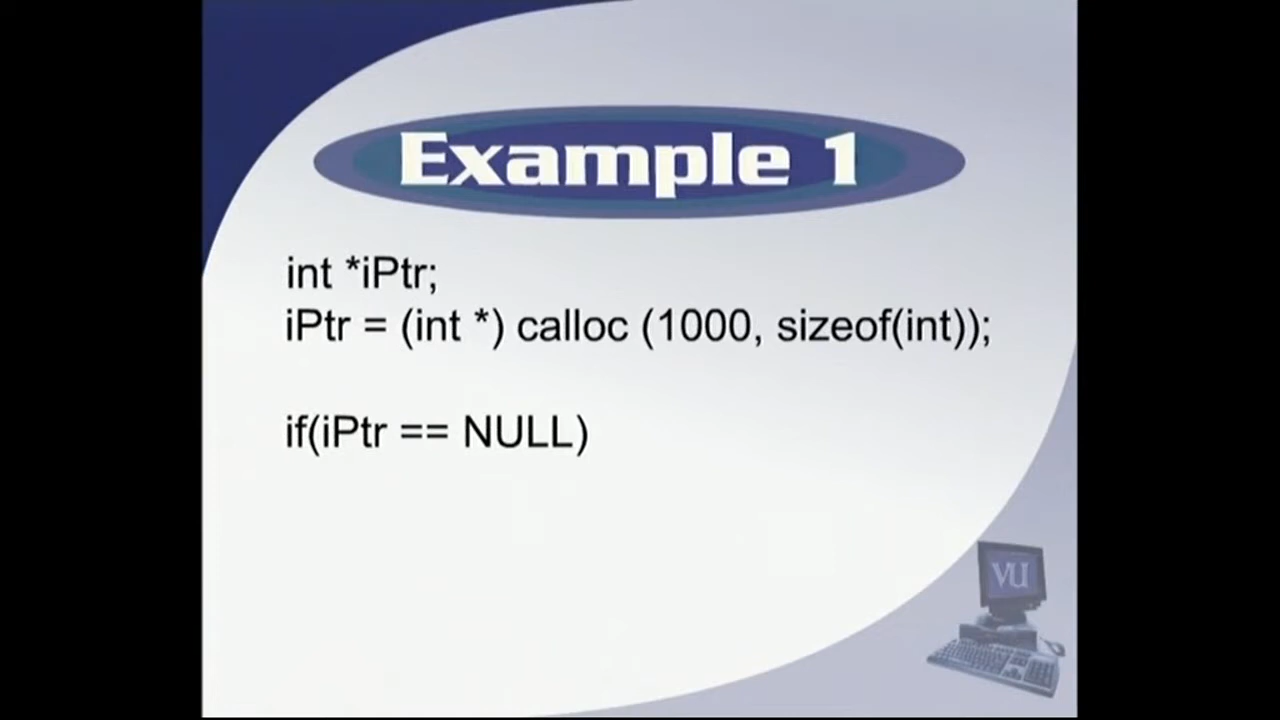 Example 1
int *iPtr;
iPtr = (int *) calloc (1000, sizeof(int));
if(iPtr == NULL)
VU